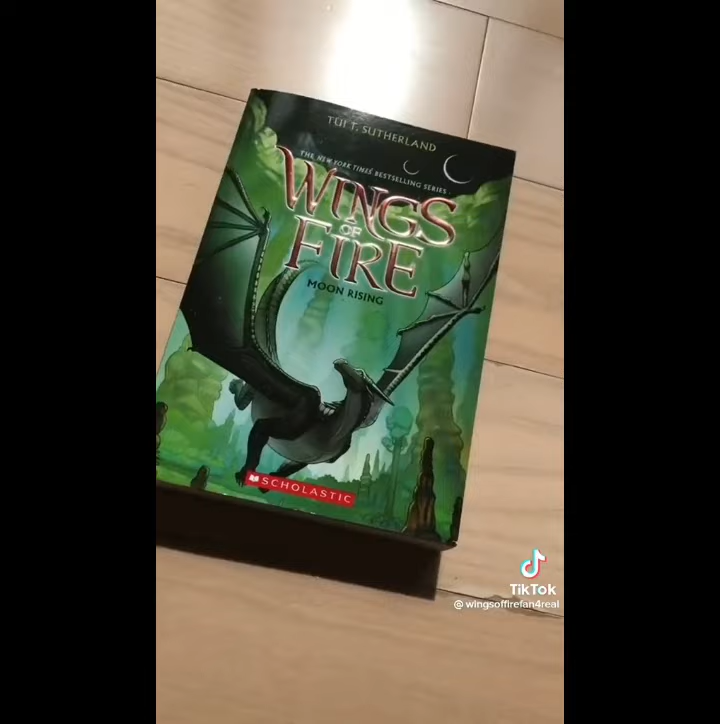 TUI T. SUTHERLAND
THE NEW YORK TIMES BESTSELLING SERIES
WINGS
OF
FIRE
MOON RISING
SCHOLASTIC
TikTok
@wingsoffirefan4real